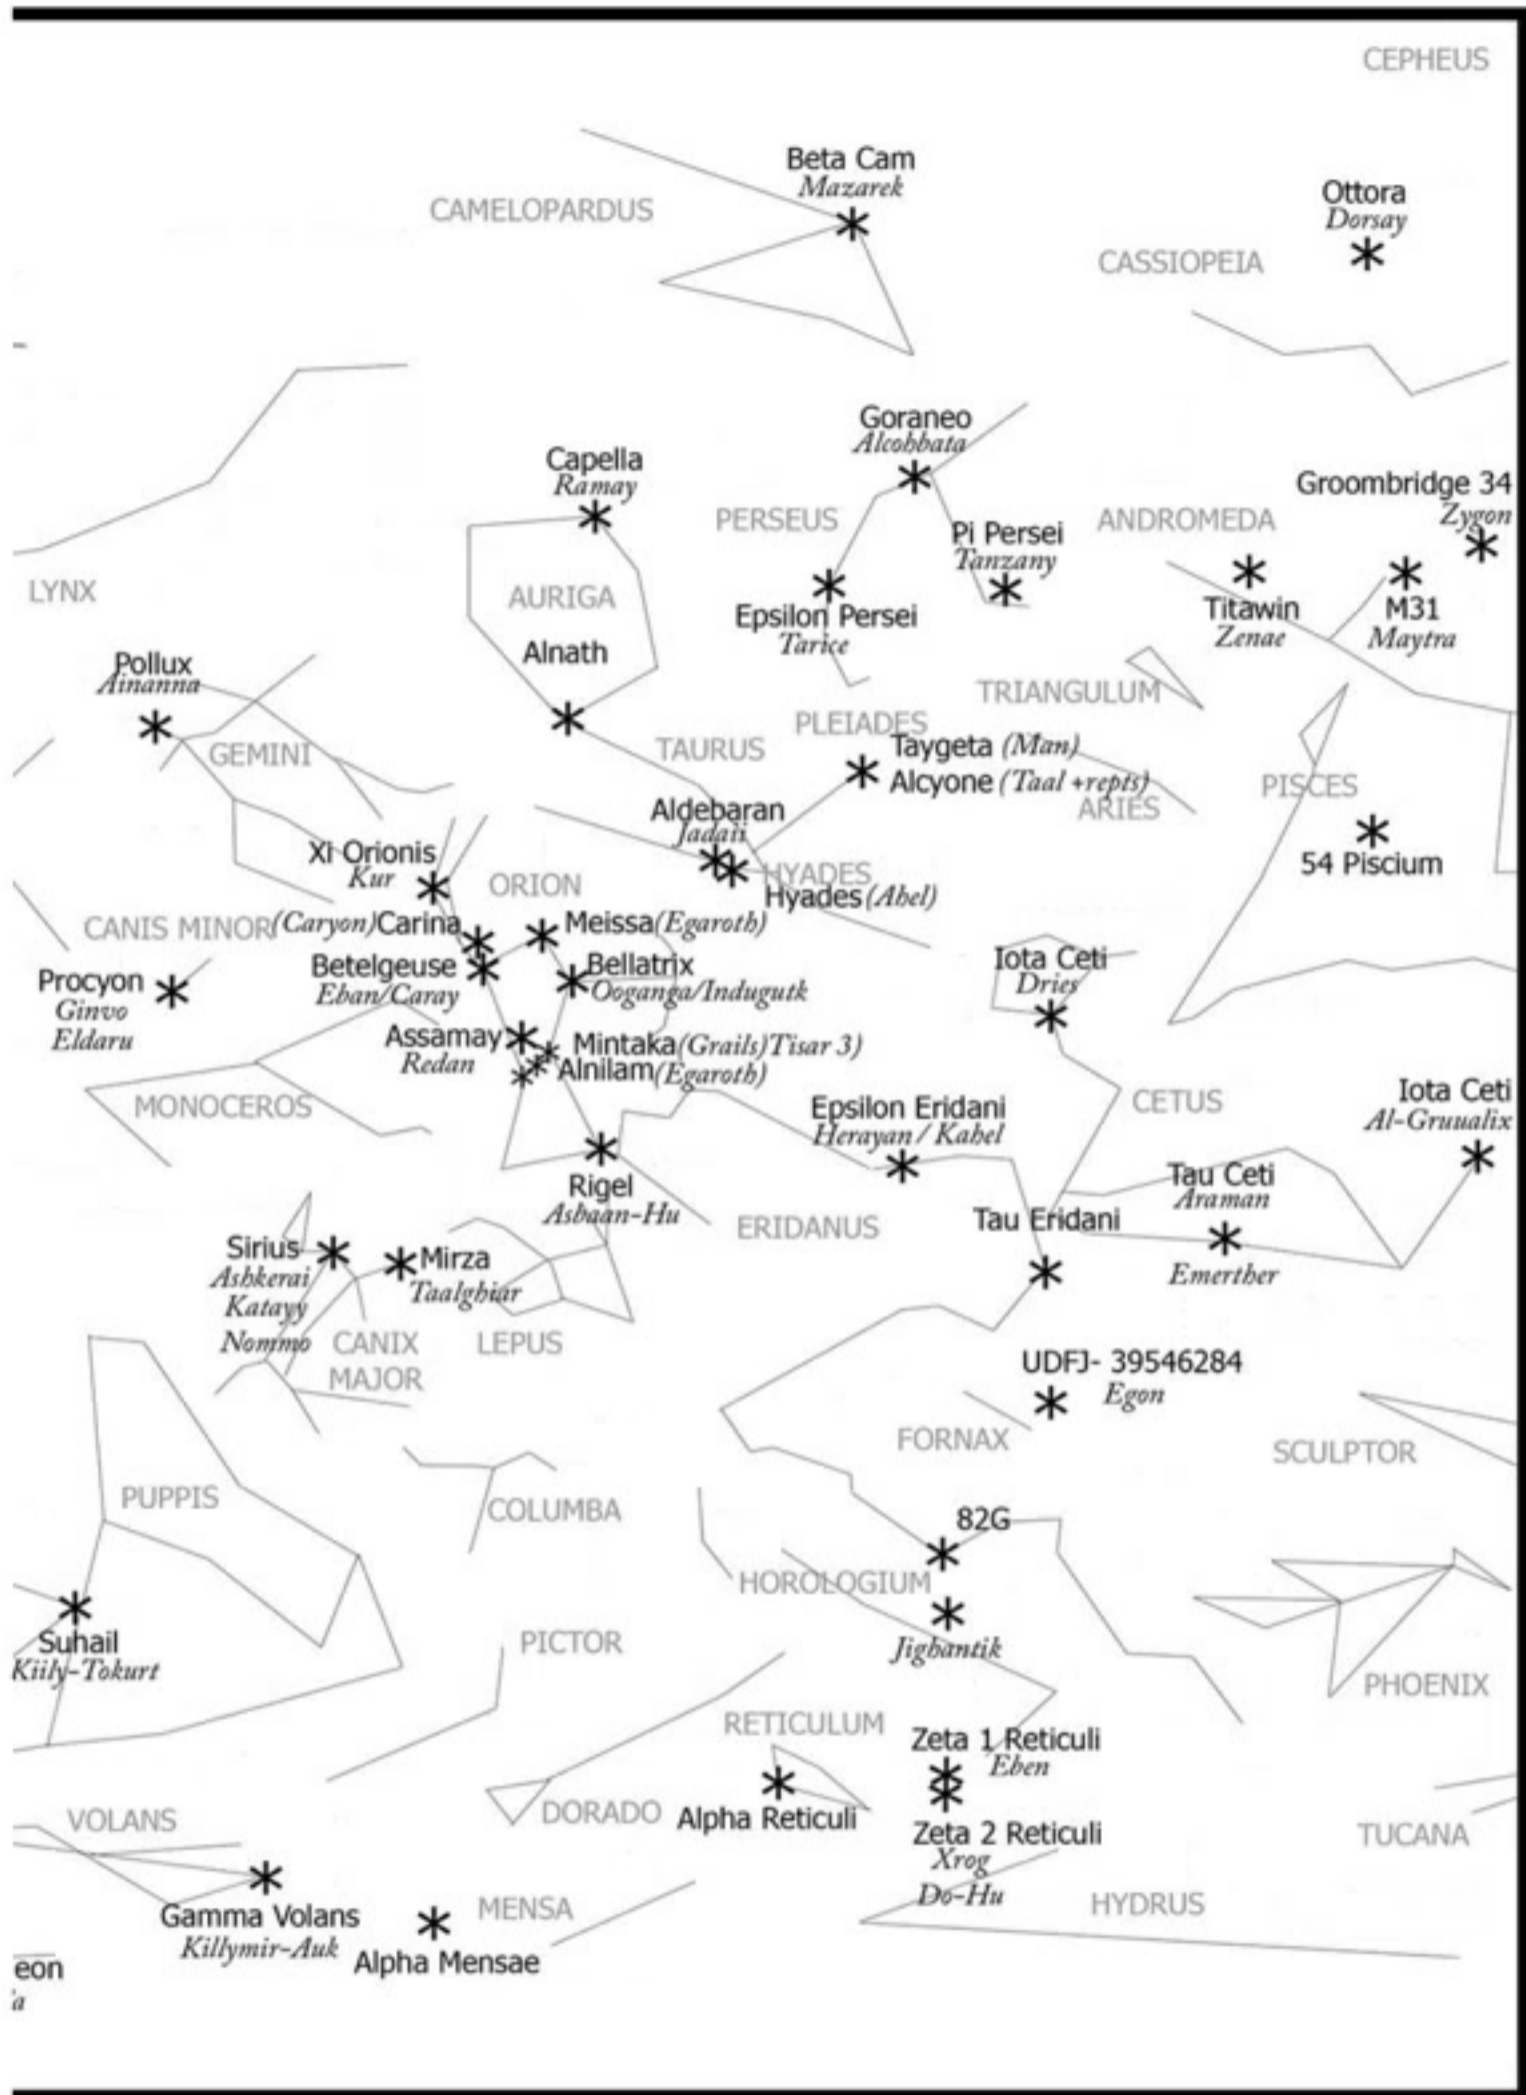 CEPHEUS
Beta Cam
Mazarek
CAMELOPARDUS
Ottora
Dorsay
CASSIOPEIA
Goraneo
Alcohbata
Capella
Ramay
Groombridge 34
Zygon
PERSEUS
ANDROMEDA
Pi Persei
Tanzany
LYNX
AURIGA
Epsilon Persei
Tarice
Titawin
Zenae
M31
Maytra
Alnath
Pollux
Ainanna
TRIANGULUM
PLEIADES
GEMINI
TAURUS
Taygeta (Man)
Alcyone (Taal +repts)
ARIES
PISCES
Aldebaran
Jadaii
54 Piscium
Xi Orionis
Kur
ORION
HYADES
Hyades (Ahel)
CANIS MINOR
(Caryon)Carina
Meissa(Egaroth)
Betelgeuse
Eban/Caray
Bellatrix
Ooganga/Indugutk
Iota Ceti
Dries
Procyon
Ginvo
Eldaru
Assamay
Redan
Mintaka(Grails)Tisar 3)
Alnilam(Egaroth)
MONOCEROS
Epsilon Eridani
Herayan / Kahel
CETUS
Iota Ceti
Al-Gruualix
Rigel
Asbaan-Hu
Tau Ceti
Araman
ERIDANUS
Tau Eridani
Emerther
Sirius
Ashkerai
Katayy
Nommo
Mirza
Taalghiar
CANIX
MAJOR
LEPUS
UDFJ- 39546284
Egon
FORNAX
SCULPTOR
PUPPIS
COLUMBA
82G
HOROLOGIUM
Jighantik
Suhail
Kiily-Tokurt
PICTOR
PHOENIX
RETICULUM
Zeta 1 Reticuli
Eben
VOLANS
DORADO
Alpha Reticuli
Zeta 2 Reticuli
Xrog
Do-Hu
TUCANA
Gamma Volans
Killymir-Auk
MENSA
Alpha Mensae
HYDRUS
eon
a